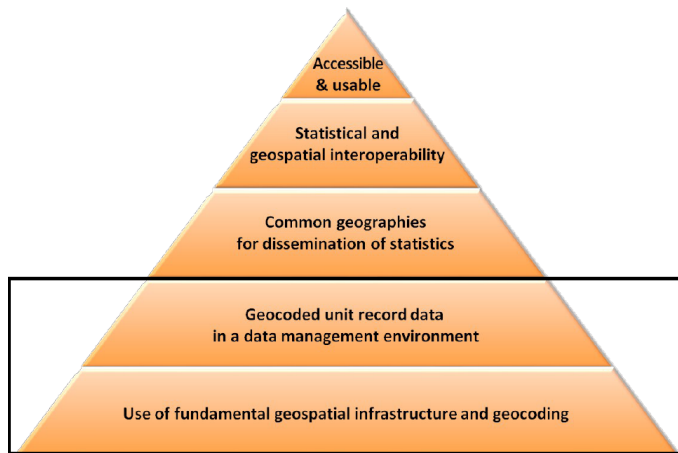 Accessible
& usable
Statistical and
geospatial interoperability
Common geographies
for dissemination of statistics
Geocoded unit record data
in a data management environment
Use of fundamental geospatial infrastructure and geocoding